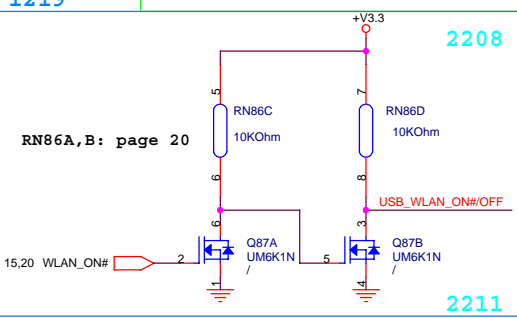 1219
+V3.3
2208
5
7
RN86C
RN86D
10KOhm
10KOhm
RN86A,B: page 20
6
8
USB_WLAN_ON#/OFF
6
3
Q87A
Q87B
UM6K1N
UM6K1N
15,20 WLAN_ON#
2
5
/
/
1
4
2211